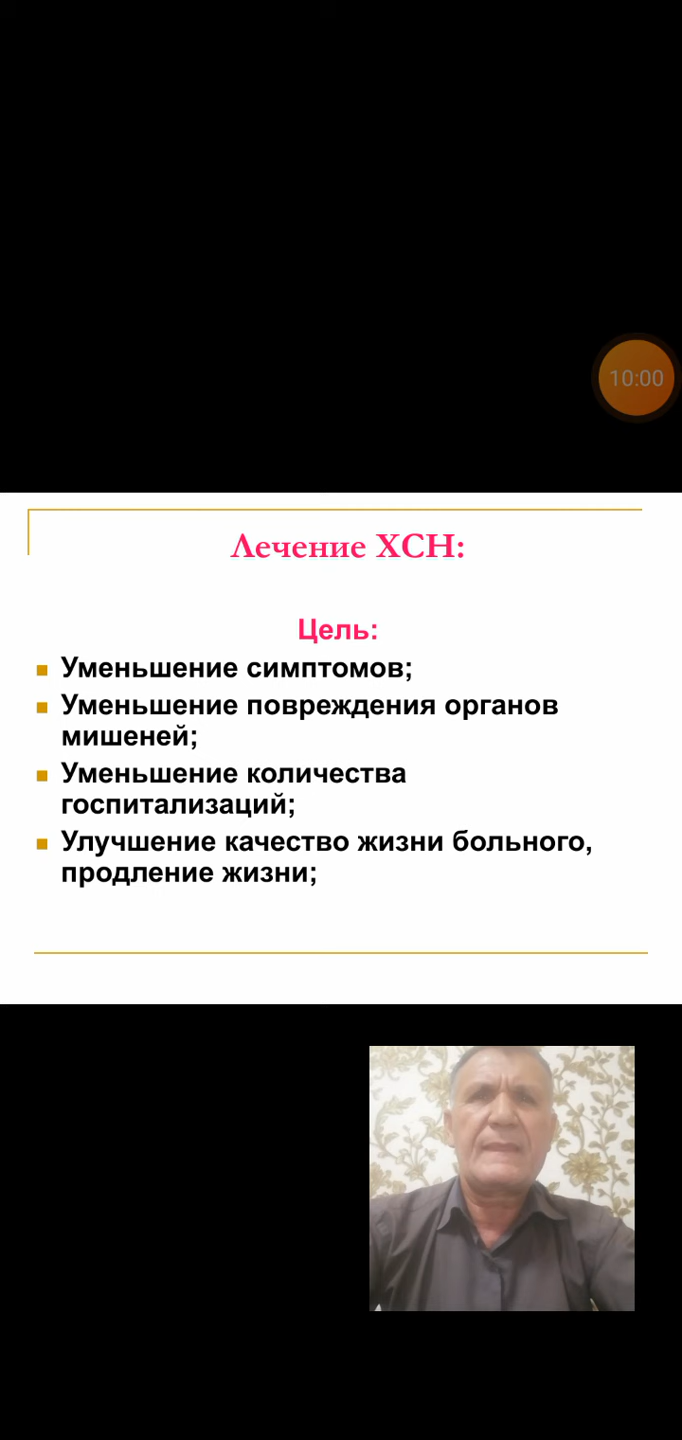 10:00
Лечение ХСН:
Цель:
Уменьшение симптомов;
Уменьшение повреждения органов
мишеней;
Уменьшение количества
госпитализаций;
Улучшение качество жизни больного,
продление жизни;